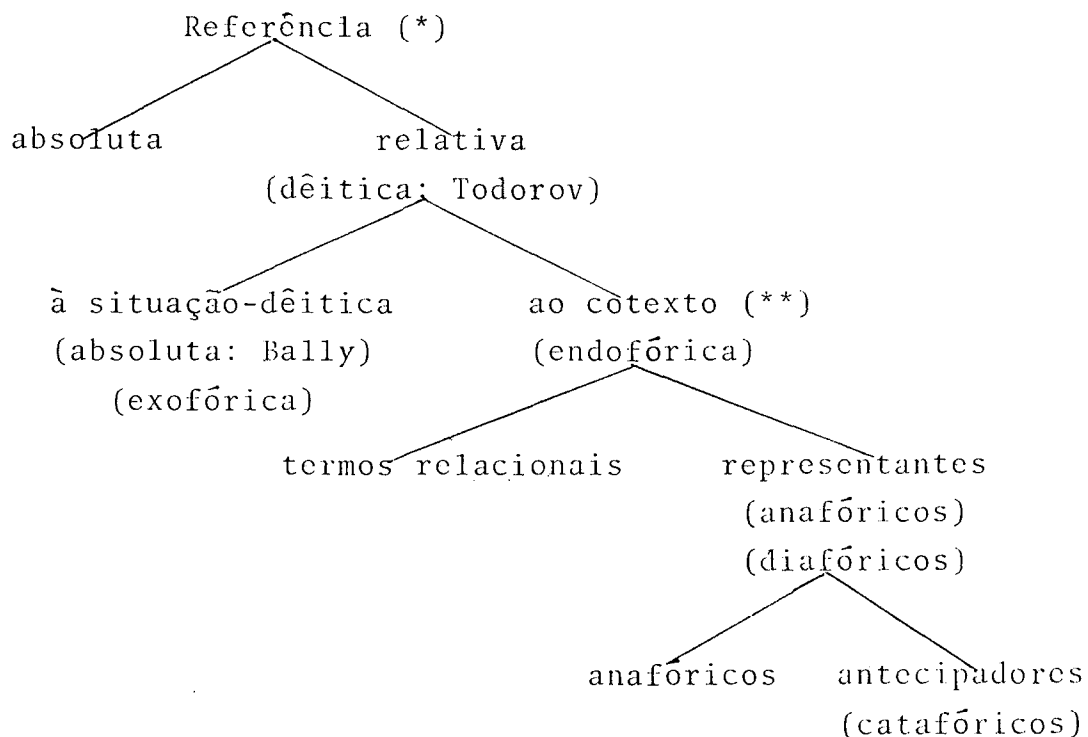 Referência (*)
absoluta relativa
(dêitica: Todorov)
à situação-dêitica ao cotexto (**)
(absoluta: Bally) (endofórica)
(exofórica)
termos relacionais representantes
(anafóricos)
(diafóricos)
anafóricos antecipadores
(catafóricos)